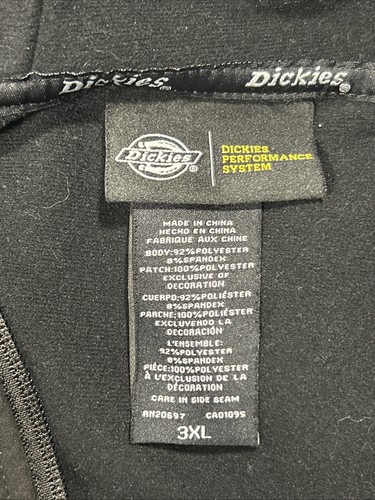 Dickies®
Dickies®
Dickies®
DICKIES
PERFORMANCE
SYSTEM™
MADE IN CHINA
HECHO EN CHINA
FABRIQUE AUX CHINE
BODY:92%POLYESTER
8%SPANDEX
PATCH:100%POLYESTER
EXCLUSIVE OF
DECORATION
CUERPO:92%POLIÉSTER
8%SPANDEX
PARCHE:100%POLIÉSTER
EXCLUYENDO LA
DECORACIÓN
L'ENSEMBLE:
92%POLYESTER
8%SPANDEX
PIÈCE:100%POLYESTER
À L'EXCLUSION DE LA
DÉCORATION
CARE IN SIDE SEAM
RN20697 CA01095
3XL